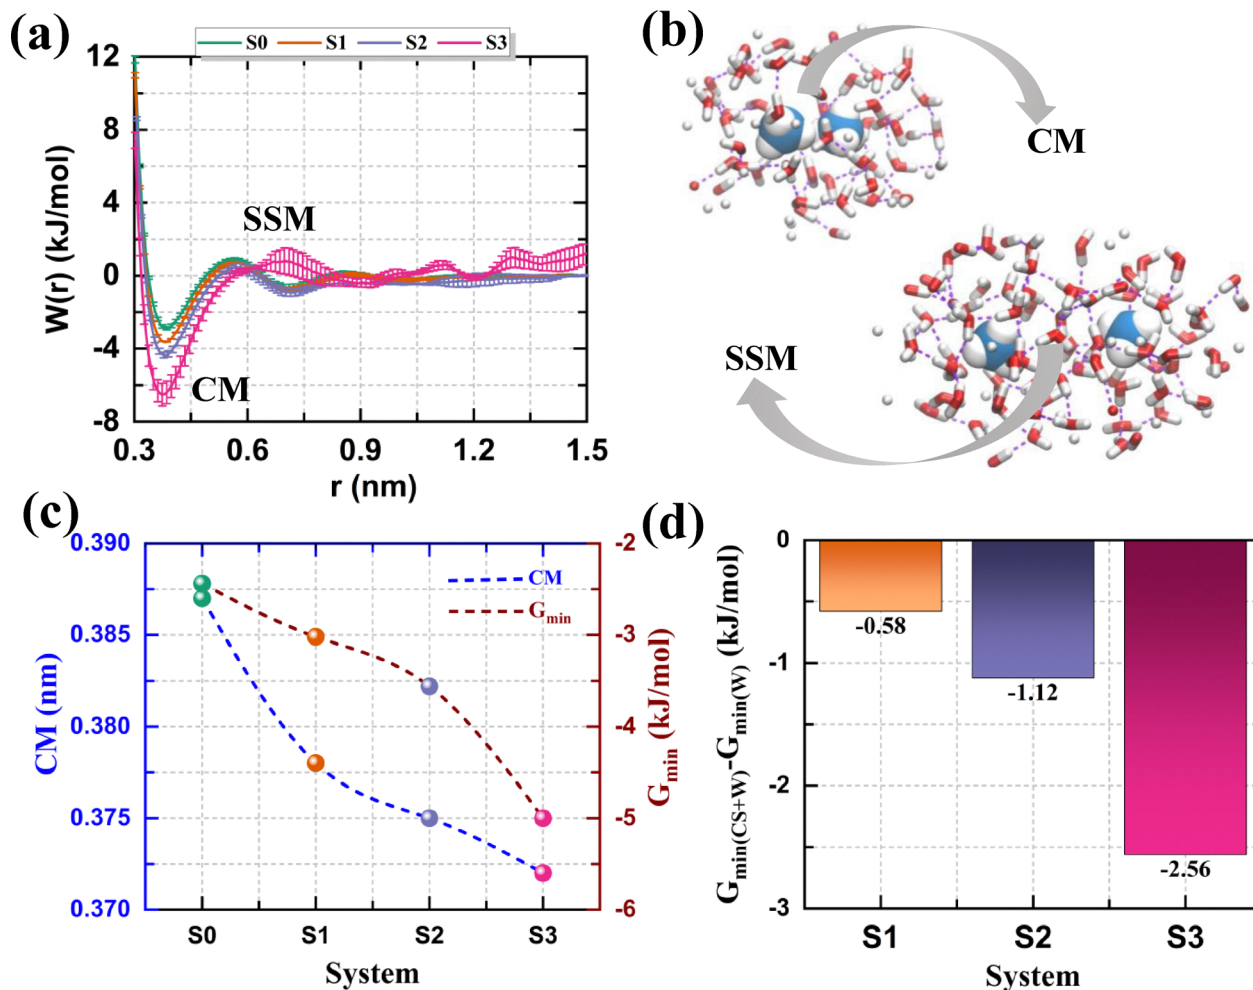 (a)
S0 S1 S2 S3
12
8
4
0
-4
-8
W(r) (kJ/mol)
SSM
CM
0.3 0.6 0.9 1.2 1.5
r (nm)
(b)
CM
SSM
(c)
0.390
0.385
0.380
0.375
0.370
CM (nm)
CM
Gmin
-2
-3
-4
-5
-6
Gmin (kJ/mol)
S0 S1 S2 S3
System
(d)
0
-1
-2
-3
Gmin(CS+W)-Gmin(W) (kJ/mol)
-0.58
-1.12
-2.56
S1 S2 S3
System